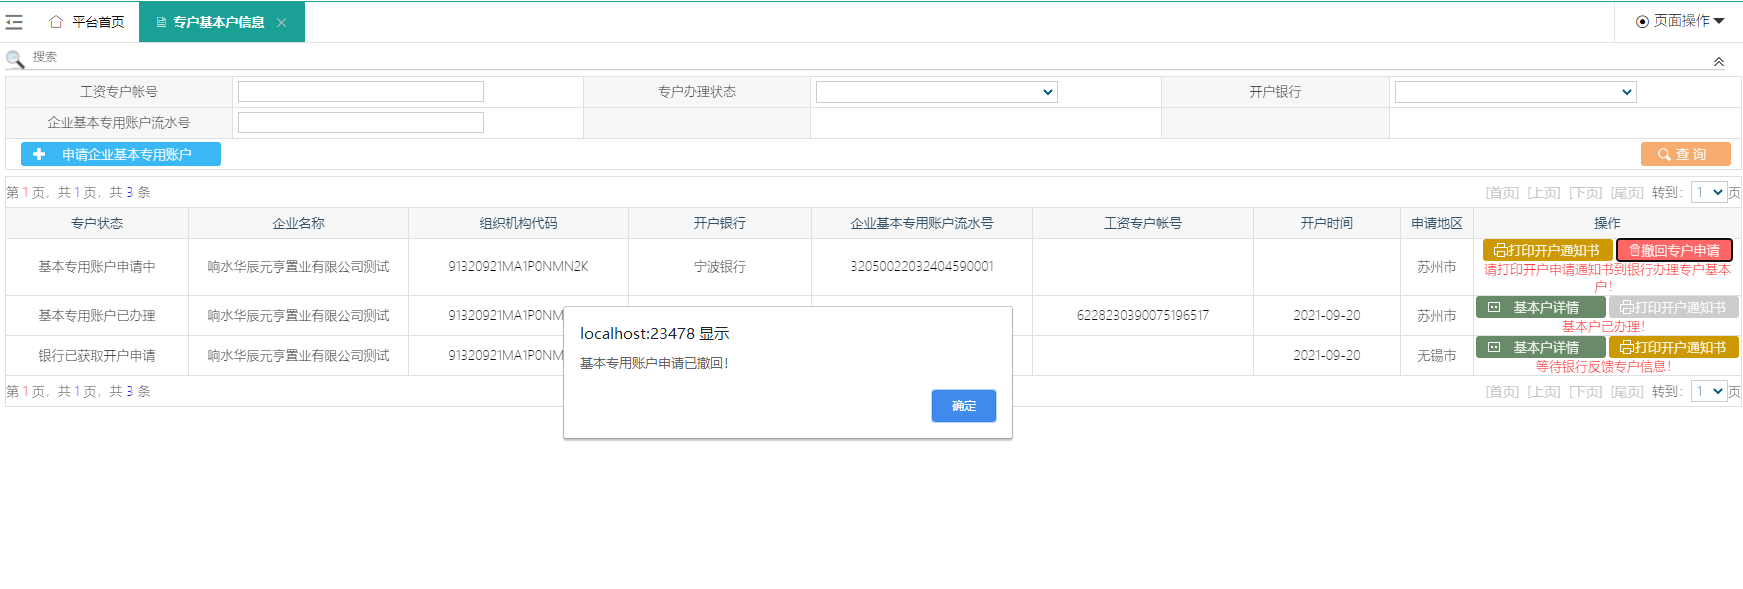 平台首页 专户基本户信息 页面操作
搜索
工资专户帐号 专户办理状态 开户银行
企业基本专用账户流水号
申请企业基本专用账户 查 询
第 1 页，共 1 页，共 3 条 [首页] [上页] [下页] [尾页] 转到： 1 页
专户状态 企业名称 组织机构代码 开户银行 企业基本专用账户流水号 工资专户帐号 开户时间 申请地区 操作
基本专用账户申请中 响水华辰元亨置业有限公司测试 91320921MA1P0NMN2K 宁波银行 32050022032404590001 苏州市 打印开户通知书 撤回专户申请
请打印开户申请通知书到银行办理专户基本
户！
基本专用账户已办理 响水华辰元亨置业有限公司测试 91320921MA1P0NM 6228230390075196517 2021-09-20 苏州市 基本户详情 打印开户通知书
基本户已办理！
银行已获取开户申请 响水华辰元亨置业有限公司测试 91320921MA1P0NM 2021-09-20 无锡市 基本户详情 打印开户通知书
等待银行反馈专户信息！
第 1 页，共 1 页，共 3 条 [首页] [上页] [下页] [尾页] 转到： 1 页
localhost:23478 显示
基本专用账户申请已撤回！
确定